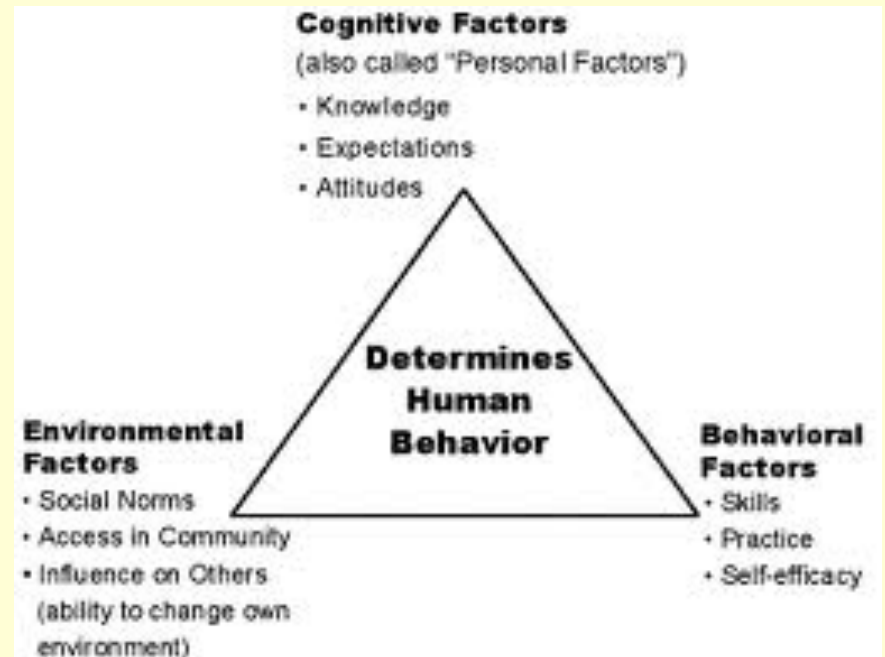 Cognitive Factors
(also called "Personal Factors")
• Knowledge
• Expectations
• Attitudes
Determines
Human
Behavior
Environmental
Factors
• Social Norms
• Access in Community
• Influence on Others
(ability to change own
environment)
Behavioral
Factors
• Skills
• Practice
• Self-efficacy